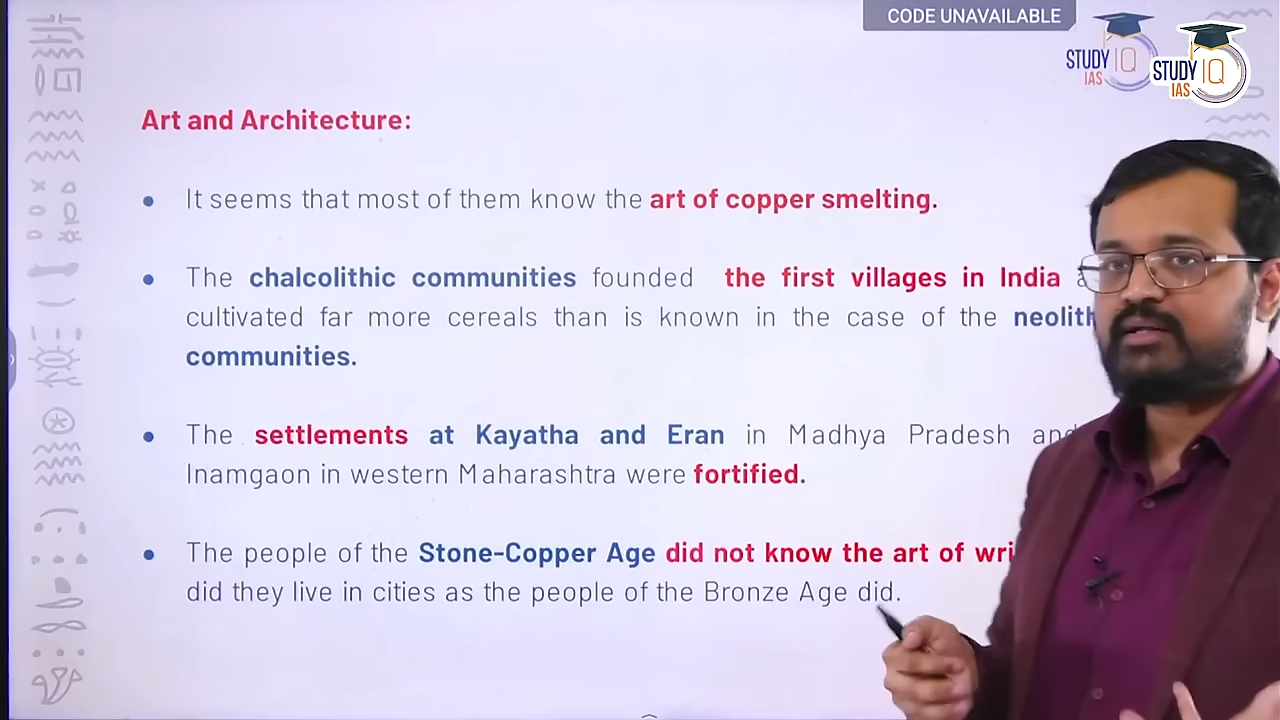 CODE UNAVAILABLE
STUDY IQ
IAS
STUDY IQ
IAS
Art and Architecture:
• It seems that most of them know the art of copper smelting.
• The chalcolithic communities founded the first villages in India
cultivated far more cereals than is known in the case of the
communities.
• The settlements at Kayatha and Eran in Madhya Pradesh and
Inamgaon in western Maharashtra were fortified.
• The people of the Stone-Copper Age did not know the art of
did they live in cities as the people of the Bronze Age did.